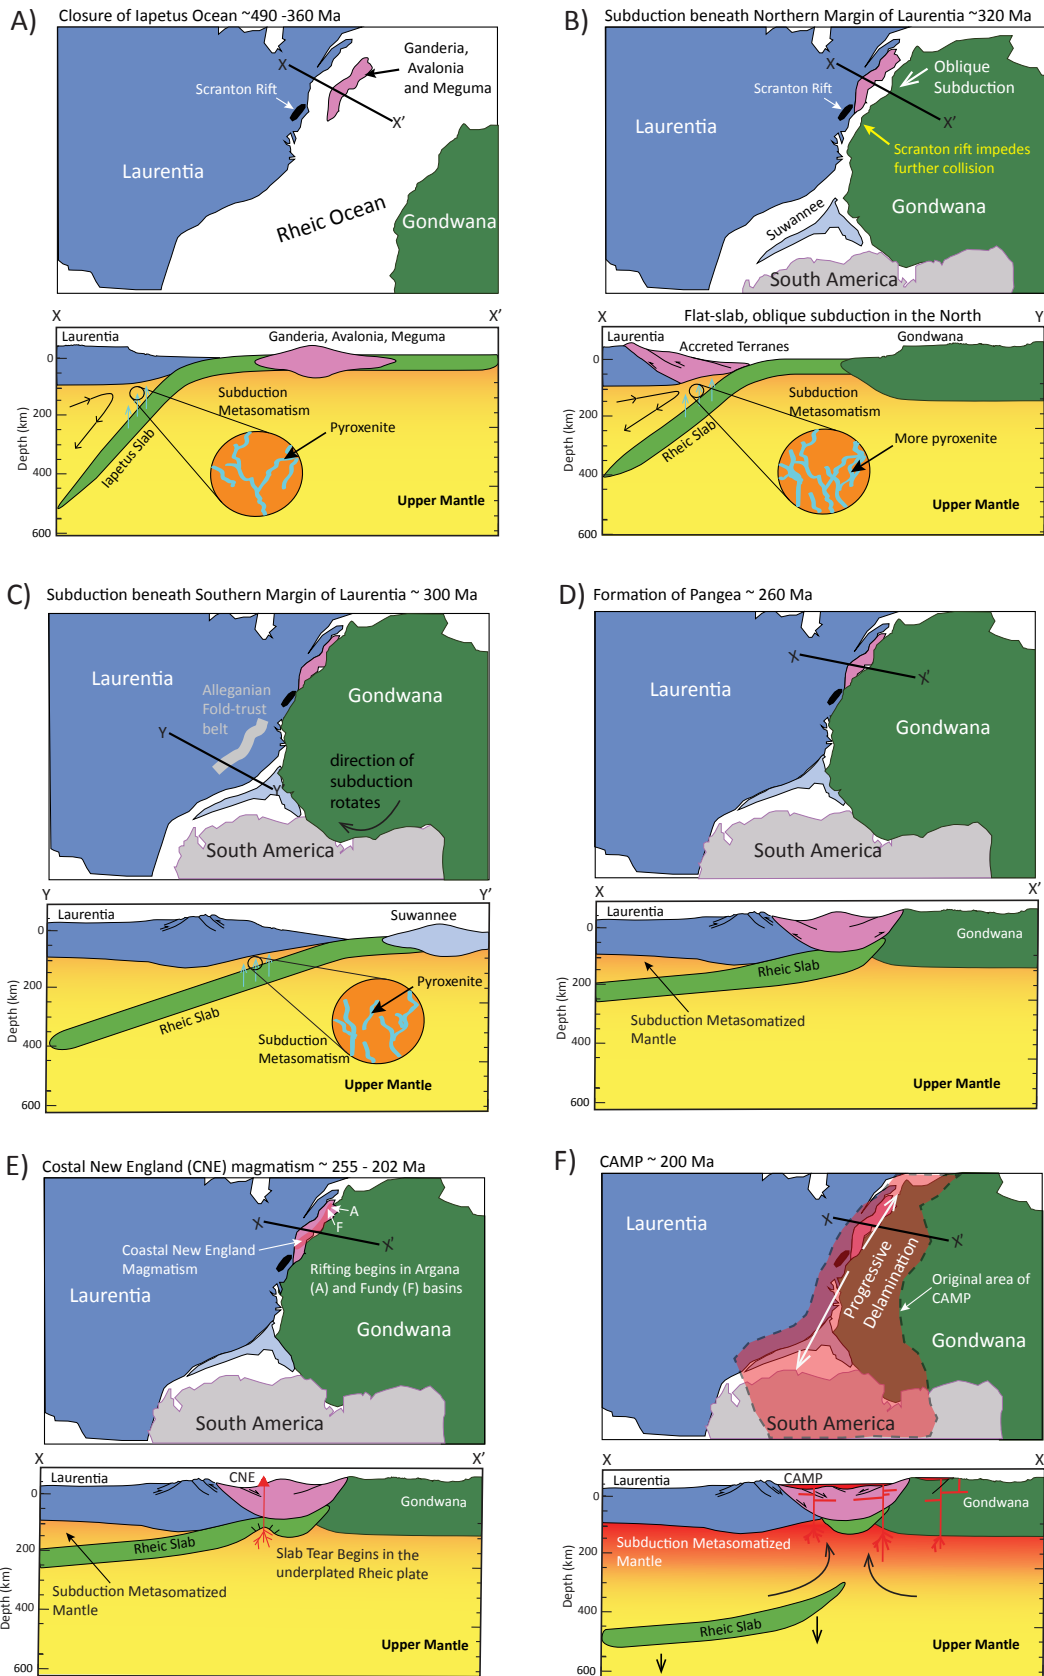 A)
Closure of Iapetus Ocean ~490 -360 Ma
X
Ganderia,
Avalonia
and Meguma
Scranton Rift
X'
Laurentia
Rheic Ocean
Gondwana
X
X'
Laurentia
Ganderia, Avalonia, Meguma
0
200
400
600
Depth (km)
Subduction
Metasomatism
Pyroxenite
Iapetus Slab
Upper Mantle
B)
Subduction beneath Northern Margin of Laurentia ~320 Ma
X
Oblique
Subduction
Scranton Rift
X'
Laurentia
Scranton rift impedes
further collision
Gondwana
Suwannee
South America
X
Flat-slab, oblique subduction in the North
Y
Laurentia
Accreted Terranes
Gondwana
0
200
400
600
Depth (km)
Subduction
Metasomatism
More pyroxenite
Rheic Slab
Upper Mantle
C)
Subduction beneath Southern Margin of Laurentia ~ 300 Ma
Laurentia
Alleganian
Fold-trust
belt
Gondwana
Y
direction of
subduction
rotates
Y'
South America
Y
Y'
Laurentia
Suwannee
0
200
400
600
Depth (km)
Pyroxenite
Rheic Slab
Subduction
Metasomatism
Upper Mantle
D)
Formation of Pangea ~ 260 Ma
X
X'
Laurentia
Gondwana
South America
X
X'
Laurentia
Gondwana
0
200
400
600
Depth (km)
Rheic Slab
Subduction Metasomatized
Mantle
Upper Mantle
E)
Costal New England (CNE) magmatism ~ 255 - 202 Ma
A
X
F
X'
Coastal New England
Magmatism
Rifting begins in Argana
(A) and Fundy (F) basins
Laurentia
Gondwana
South America
X
X'
Laurentia
CNE
Gondwana
0
200
400
600
Depth (km)
Rheic Slab
Slab Tear Begins in the
underplated Rheic plate
Subduction Metasomatized
Mantle
Upper Mantle
F)
CAMP ~ 200 Ma
Laurentia
X
X'
Progressive
Delamination
Original area of
CAMP
Gondwana
South America
X
X
Laurentia
CAMP
Gondwana
0
200
400
600
Depth (km)
Subduction Metasomatized
Mantle
Rheic Slab
Upper Mantle